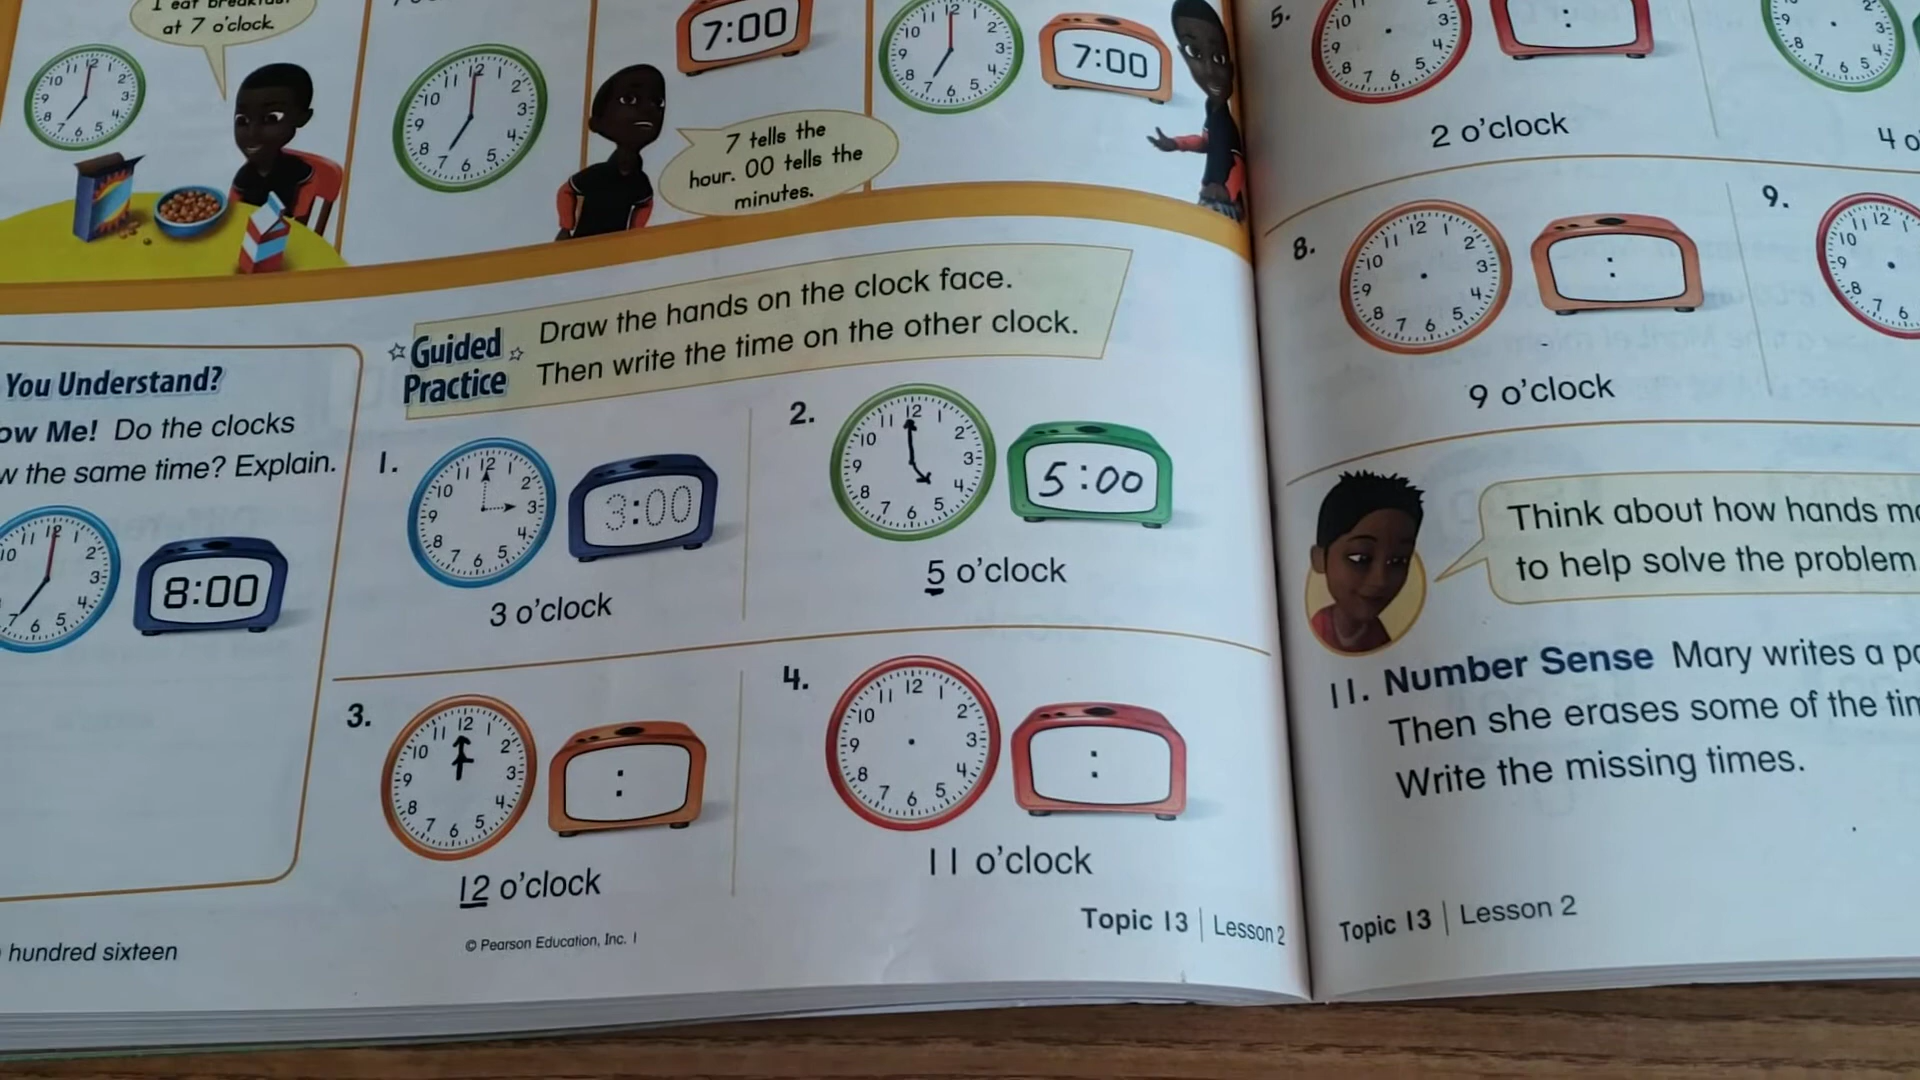 at 7 o'clock.
7:00
7:00
7 tells the
hour. 00 tells the
minutes.
Guided
Practice
Draw the hands on the clock face.
Then write the time on the other clock.
You Understand?
Me! Do the clocks
the same time? Explain.
8:00
1.
3:00
3 o'clock
2.
5:00
5 o'clock
3.
:
12 o'clock
4.
:
11 o'clock
hundred sixteen
© Pearson Education, Inc. 1
Topic 13 | Lesson 2
5.
:
2 o'clock
4
8.
:
9 o'clock
9.
Think about how hands
to help solve the problem.
11. Number Sense Mary writes a
Then she erases some of the
Write the missing times.
Topic 13 | Lesson 2